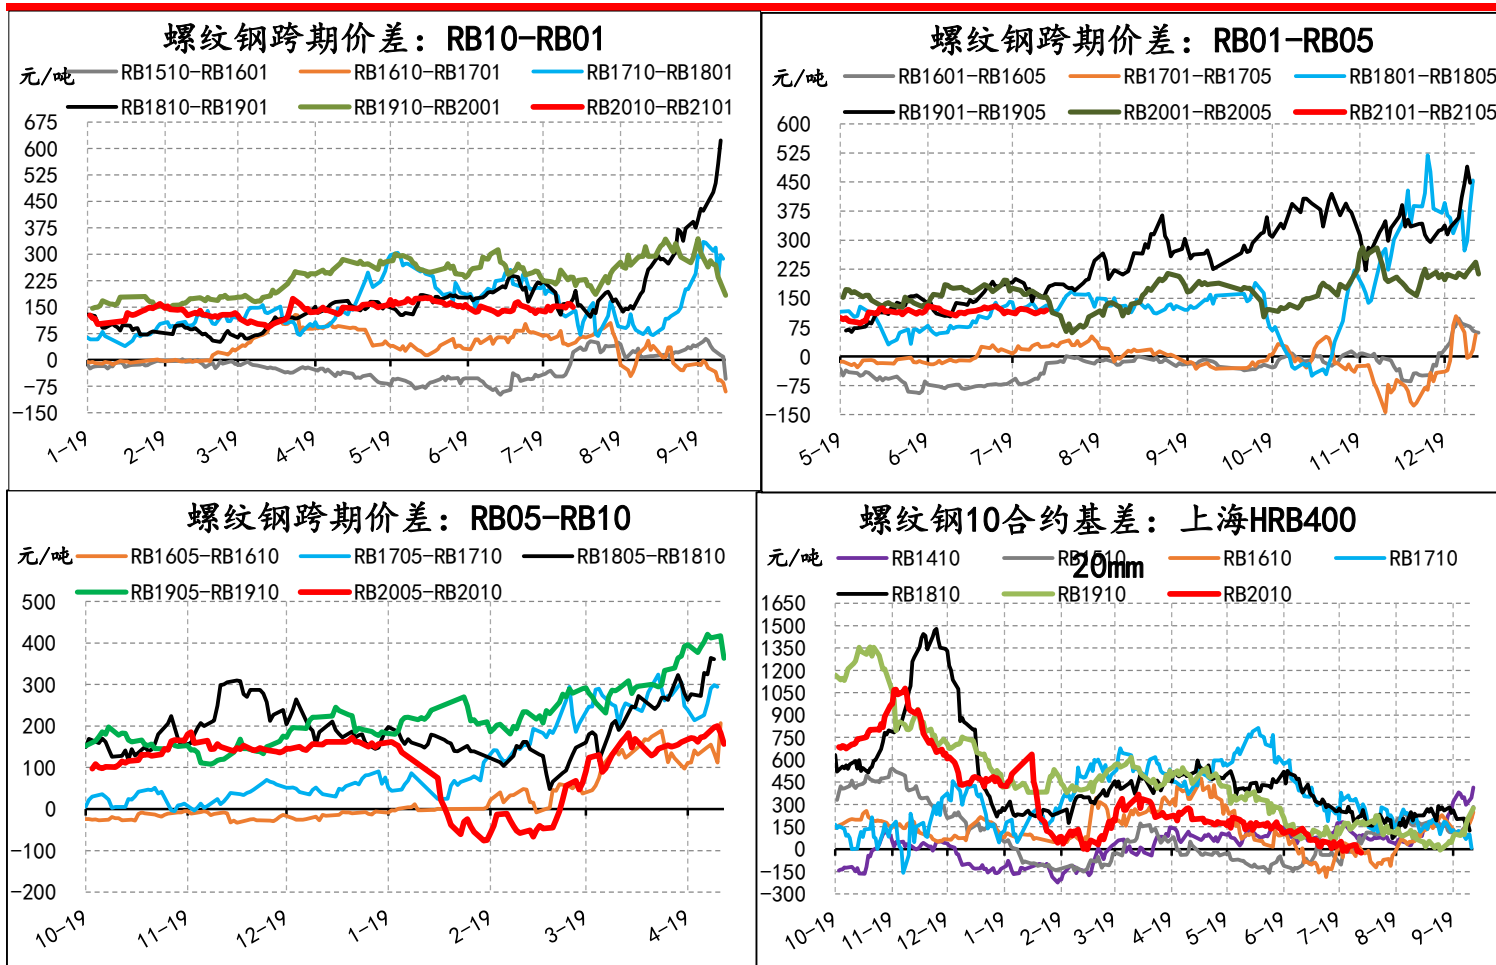 螺纹钢跨期价差：RB10-RB01
元/吨
RB1510-RB1601 RB1610-RB1701 RB1710-RB1801
RB1810-RB1901 RB1910-RB2001 RB2010-RB2101
675
600
525
450
375
300
225
150
75
0
-75
-150
1-19 2-19 3-19 4-19 5-19 6-19 7-19 8-19 9-19
螺纹钢跨期价差：RB01-RB05
元/吨
RB1601-RB1605 RB1701-RB1705 RB1801-RB1805
RB1901-RB1905 RB2001-RB2005 RB2101-RB2105
600
525
450
375
300
225
150
75
0
-75
-150
5-19 6-19 7-19 8-19 9-19 10-19 11-19 12-19
螺纹钢跨期价差：RB05-RB10
元/吨
RB1605-RB1610 RB1705-RB1710 RB1805-RB1810
RB1905-RB1910 RB2005-RB2010
500
400
300
200
100
0
-100
-200
10-19 11-19 12-19 1-19 2-19 3-19 4-19
螺纹钢10合约基差：上海HRB400
20mm
元/吨
RB1410 RB1510 RB1610 RB1710
RB1810 RB1910 RB2010
1650
1500
1350
1200
1050
900
750
600
450
300
150
0
-150
-300
10-19 11-19 12-19 1-19 2-19 3-19 4-19 5-19 6-19 7-19 8-19 9-19